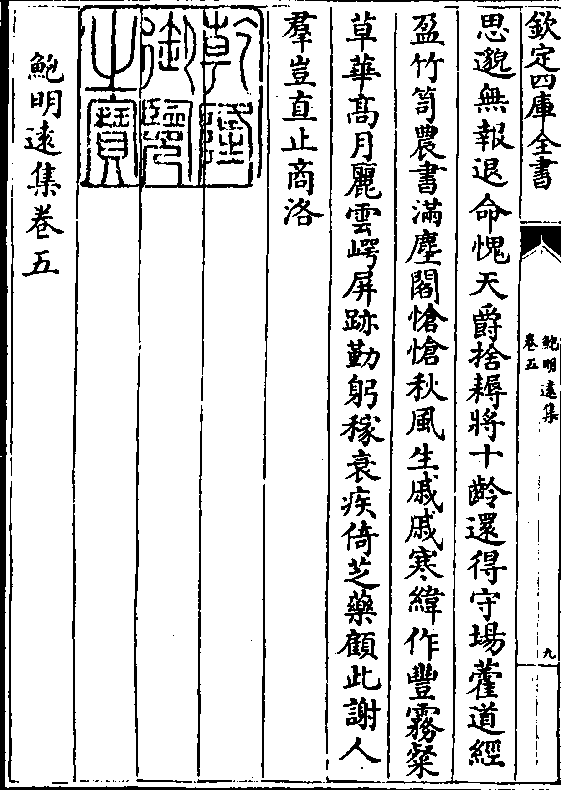 欽定四庫全書
鮑明遠集
卷五
九
思邈無報退命愧天爵捨耨將十齡還得守場藿道經
盈竹笥農書滿塵閣愴愴秋風生戚戚寒緯作豐霧粲
草華髙月麗雲崿屏跡勤躬稼衰疾倚芝藥顧此謝人
羣豈直止商洛
乾隆
御覽
之寶
鮑明遠集卷五